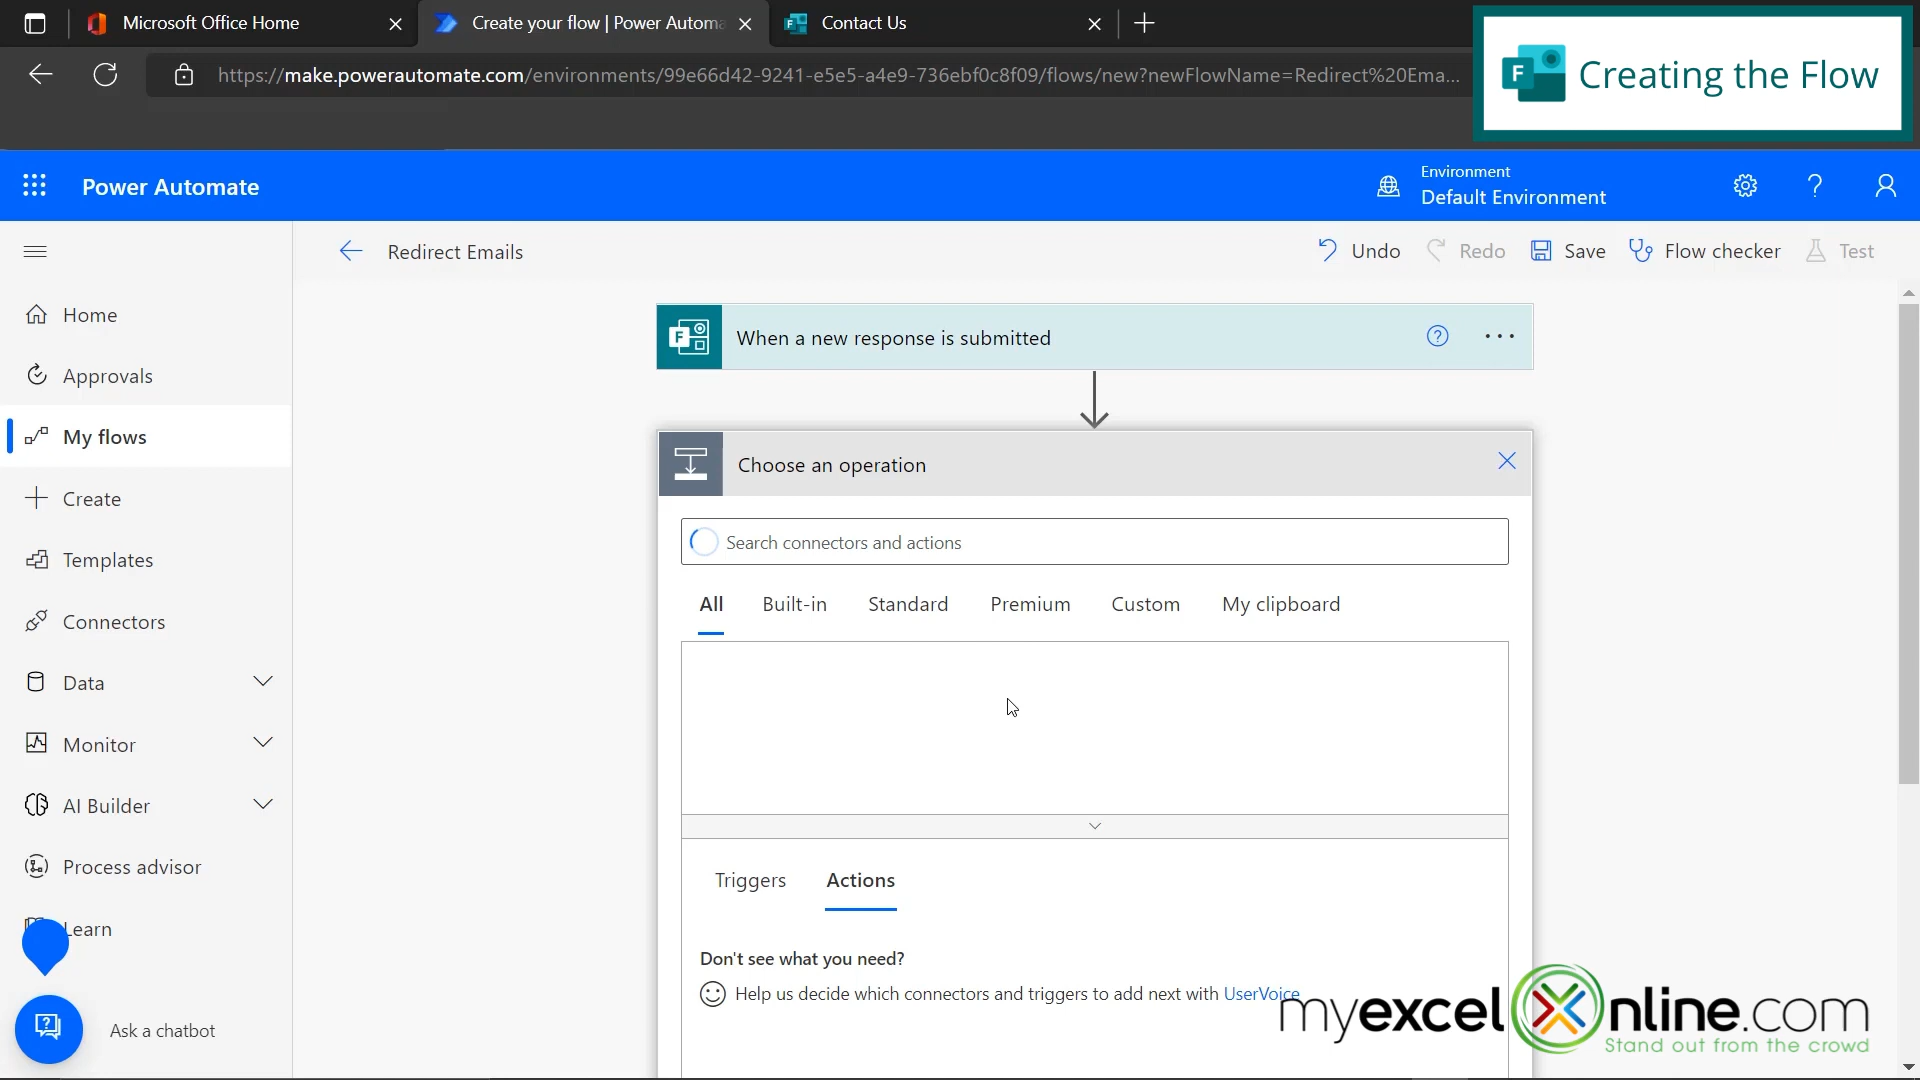 Microsoft Office Home
Create your flow | Power Automa
Contact Us
https://make.powerautomate.com/environments/99e66d42-9241-e5e5-a4e9-736ebf0c8f09/flows/new?newFlowName=Redirect%20Ema...
F Creating the Flow
Power Automate
Environment
Default Environment
Redirect Emails
Undo
Redo
Save
Flow checker
Test
Home
Approvals
My flows
Create
Templates
Connectors
Data
Monitor
AI Builder
Process advisor
Learn
Ask a chatbot
F
When a new response is submitted
Choose an operation
Search connectors and actions
All
Built-in
Standard
Premium
Custom
My clipboard
Triggers
Actions
Don't see what you need?
Help us decide which connectors and triggers to add next with UserVoice
myexcelOnline.com
Stand out from the crowd